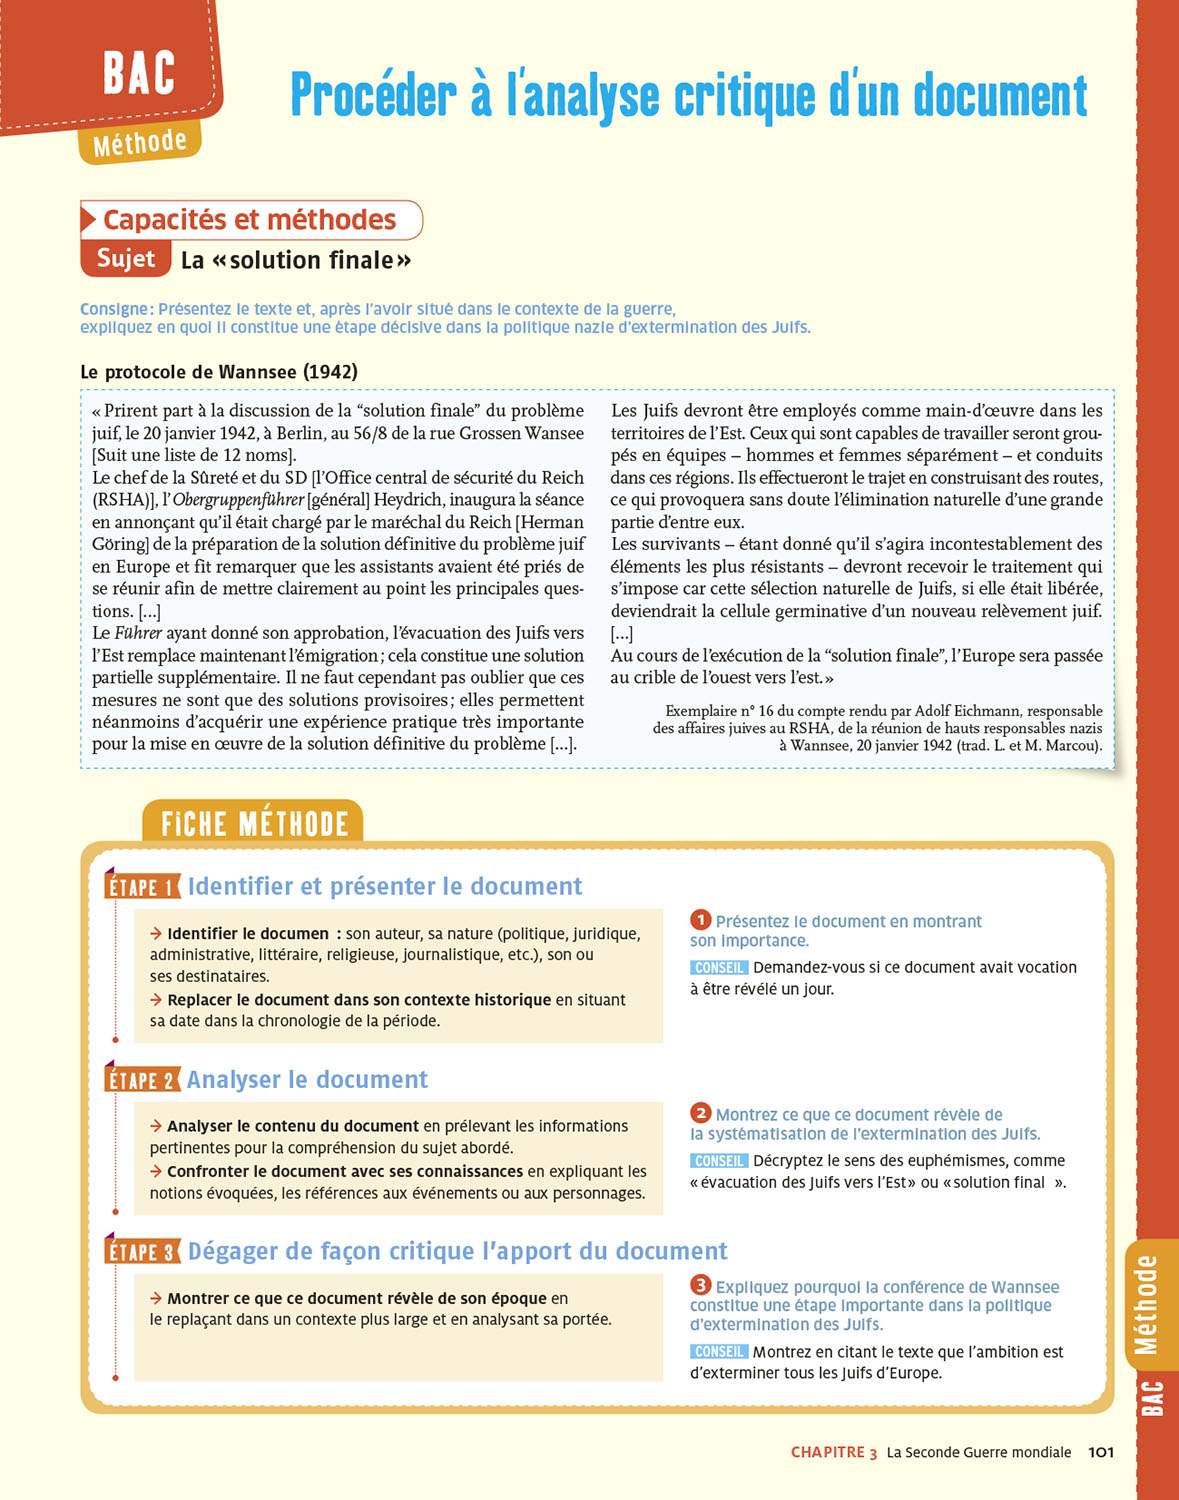 BAC
Méthode
Procéder à l'analyse critique d'un document
Capacités et méthodes
Sujet La «solution finale»
Consigne: Présentez le texte et, après l'avoir situé dans le contexte de la guerre,
expliquez en quoi il constitue une étape décisive dans la politique nazie d'extermination des Juifs.
Le protocole de Wannsee (1942)
« Prirent part à la discussion de la “solution finale” du problème
juif, le 20 janvier 1942, à Berlin, au 56/8 de la rue Grossen Wansee
[Suit une liste de 12 noms].
Le chef de la Sûreté et du SD [l'Office central de sécurité du Reich
(RSHA)], l'Obergruppenführer [général] Heydrich, inaugura la séance
en annonçant qu'il était chargé par le maréchal du Reich [Herman
Göring] de la préparation de la solution définitive du problème juif
en Europe et fit remarquer que les assistants avaient été priés de
se réunir afin de mettre clairement au point les principales ques-
tions. [...]
Le Führer ayant donné son approbation, l'évacuation des Juifs vers
l'Est remplace maintenant l'émigration; cela constitue une solution
partielle supplémentaire. Il ne faut cependant pas oublier que ces
mesures ne sont que des solutions provisoires; elles permettent
néanmoins d'acquérir une expérience pratique très importante
pour la mise en œuvre de la solution définitive du problème [...].
Les Juifs devront être employés comme main-d'œuvre dans les
territoires de l'Est. Ceux qui sont capables de travailler seront grou-
pés en équipes – hommes et femmes séparément – et conduits
dans ces régions. Ils effectueront le trajet en construisant des routes,
ce qui provoquera sans doute l'élimination naturelle d'une grande
partie d'entre eux.
Les survivants – étant donné qu'il s'agira incontestablement des
éléments les plus résistants – devront recevoir le traitement qui
s'impose car cette sélection naturelle de Juifs, si elle était libérée,
deviendrait la cellule germinative d'un nouveau relèvement juif.
[...]
Au cours de l'exécution de la “solution finale”, l'Europe sera passée
au crible de l'ouest vers l'est.»
Exemplaire n° 16 du compte rendu par Adolf Eichmann, responsable
des affaires juives au RSHA, de la réunion de hauts responsables nazis
à Wannsee, 20 janvier 1942 (trad. L. et M. Marcou).
FICHE MÉTHODE
ÉTAPE 1 Identifier et présenter le document
→ Identifier le documen : son auteur, sa nature (politique, juridique,
administrative, littéraire, religieuse, journalistique, etc.), son ou
ses destinataires.
→ Replacer le document dans son contexte historique en situant
sa date dans la chronologie de la période.
1 Présentez le document en montrant
son importance.
CONSEIL Demandez-vous si ce document avait vocation
à être révélé un jour.
ÉTAPE 2 Analyser le document
→ Analyser le contenu du document en prélevant les informations
pertinentes pour la compréhension du sujet abordé.
→ Confronter le document avec ses connaissances en expliquant les
notions évoquées, les références aux événements ou aux personnages.
2 Montrez ce que ce document révèle de
la systématisation de l'extermination des Juifs.
CONSEIL Décryptez le sens des euphémismes, comme
«évacuation des Juifs vers l'Est» ou «solution final ».
ÉTAPE 3 Dégager de façon critique l'apport du document
→ Montrer ce que ce document révèle de son époque en
le replaçant dans un contexte plus large et en analysant sa portée.
3 Expliquez pourquoi la conférence de Wannsee
constitue une étape importante dans la politique
d'extermination des Juifs.
CONSEIL Montrez en citant le texte que l'ambition est
d'exterminer tous les Juifs d'Europe.
Méthode
BAC
CHAPITRE 3 La Seconde Guerre mondiale 101